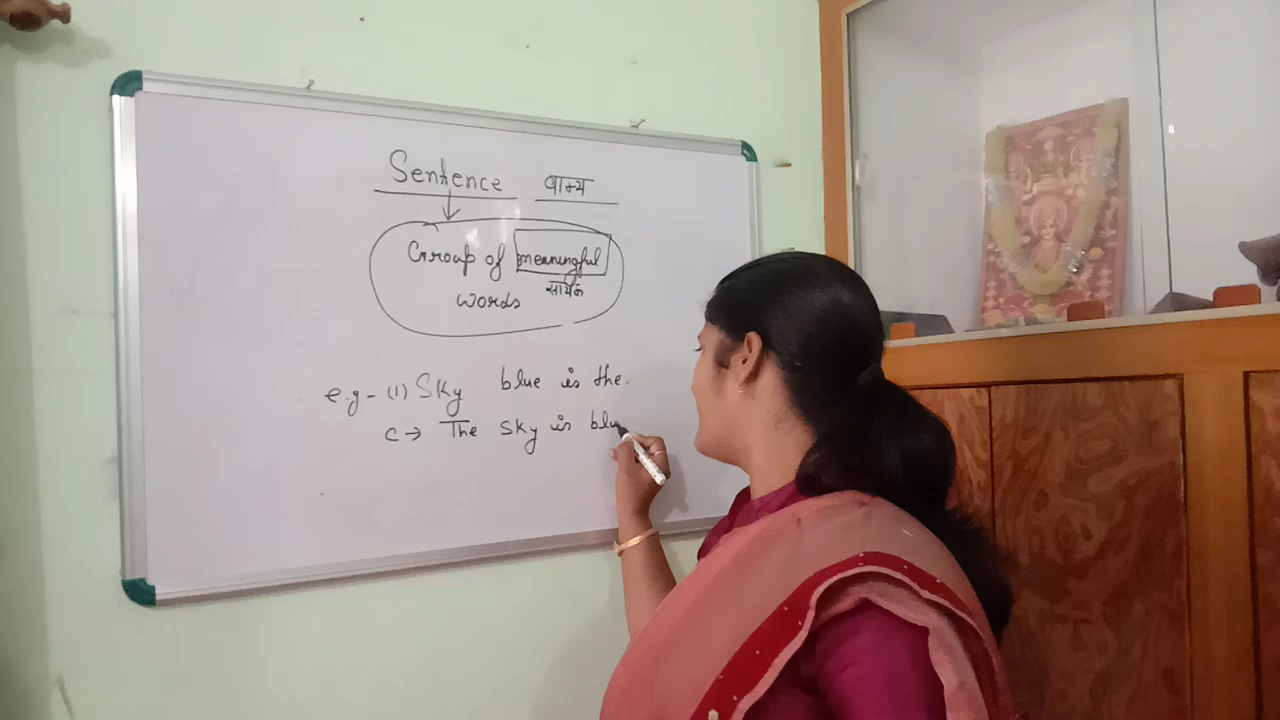 Sentence वाक्य
Group of meaningful
सार्थक
words
e.g - (1) Sky blue is the.
C → The Sky is blu